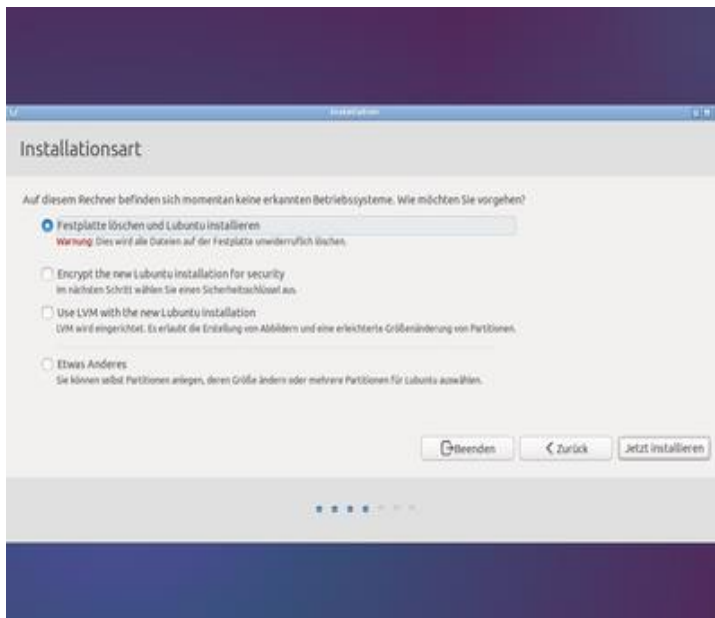 Installation
Installationsart
Auf diesem Rechner befinden sich momentan keine erkannten Betriebssysteme. Wie möchten Sie vorgehen?
Festplatte löschen und Lubuntu installieren
Warnung: Dies wird alle Dateien auf der Festplatte unwiderruflich löschen.
Encrypt the new Lubuntu installation for security
Im nächsten Schritt wählen Sie einen Sicherheitsschlüssel aus.
Use LVM with the new Lubuntu installation
LVM wird eingerichtet. Es erlaubt die Erstellung von Abbildern und eine erleichterte Größenänderung von Partitionen.
Etwas Anderes
Sie können selbst Partitionen anlegen, deren Größe ändern oder mehrere Partitionen für Lubuntu auswählen.
Beenden
Zurück
Jetzt installieren